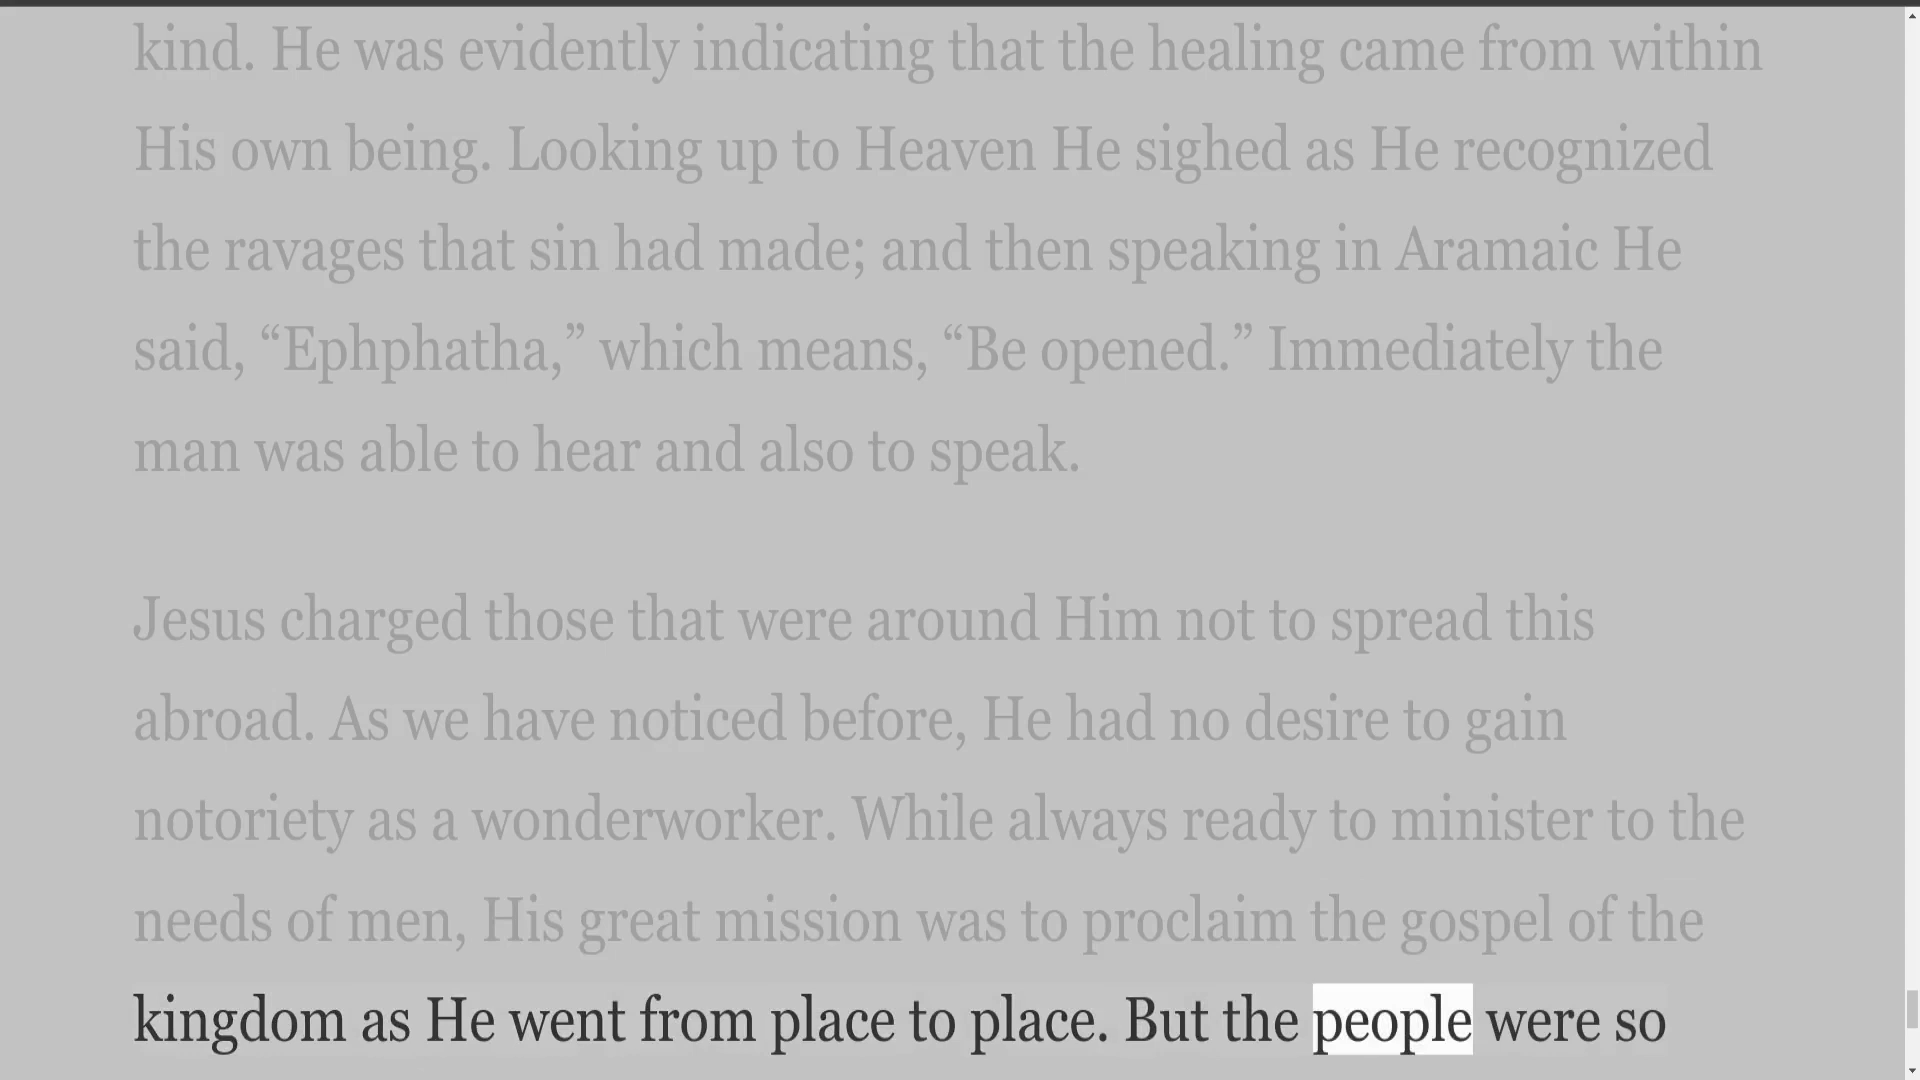 kind. He was evidently indicating that the healing came from within
His own being. Looking up to Heaven He sighed as He recognized
the ravages that sin had made; and then speaking in Aramaic He
said, “Ephphatha,” which means, “Be opened.” Immediately the
man was able to hear and also to speak.
Jesus charged those that were around Him not to spread this
abroad. As we have noticed before, He had no desire to gain
notoriety as a wonderworker. While always ready to minister to the
needs of men, His great mission was to proclaim the gospel of the
kingdom as He went from place to place. But the people were so